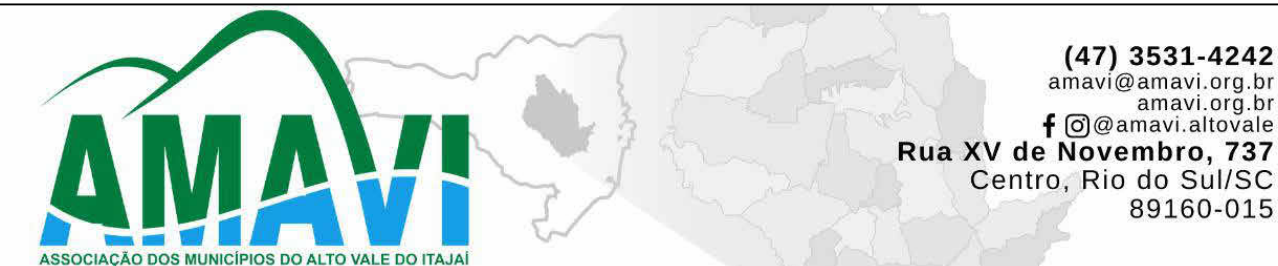 AMAVI
ASSOCIAÇÃO DOS MUNICÍPIOS DO ALTO VALE DO ITAJAÍ
(47) 3531-4242
amavi@amavi.org.br
amavi.org.br
@amavi.altovale
Rua XV de Novembro, 737
Centro, Rio do Sul/SC
89160-015